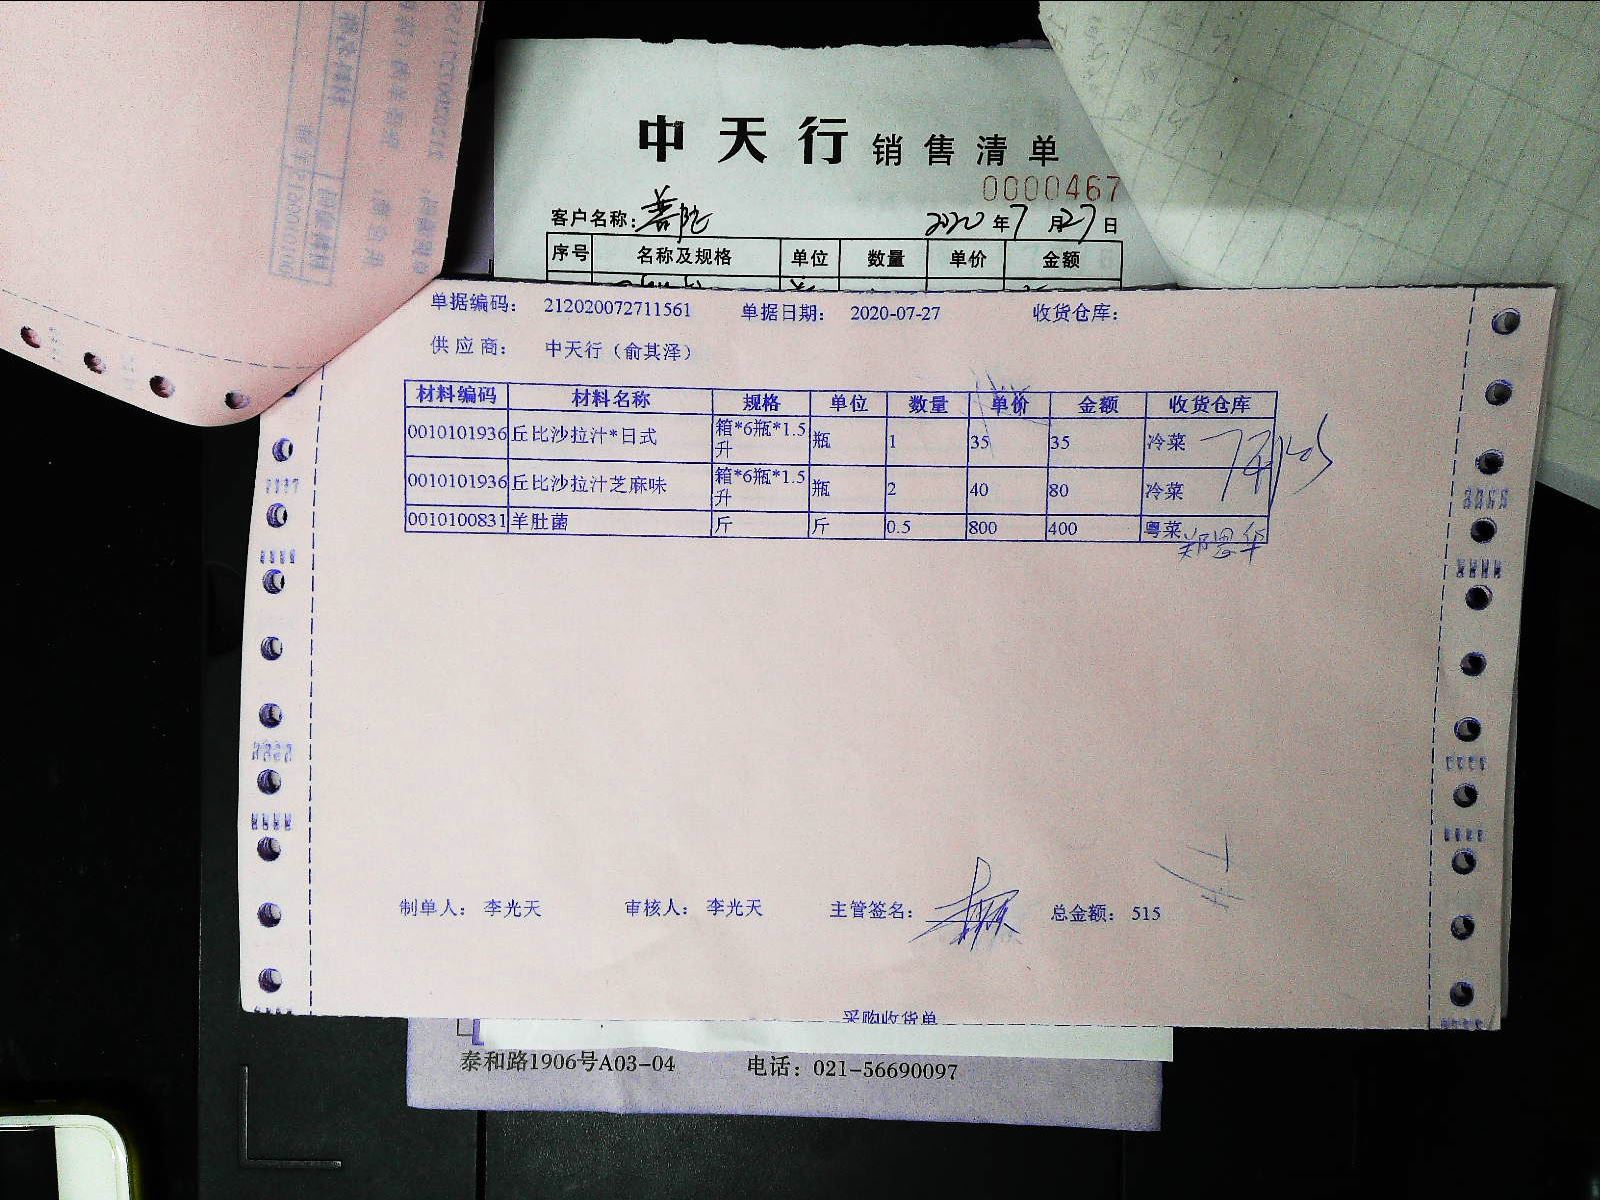 中天行销售清单
0000467
客户名称：普陀 2020年7月27日
序号 名称及规格 单位 数量 单价 金额
单据编码： 212020072711561 单据日期： 2020-07-27 收货仓库：
供应商： 中天行（俞其泽）
材料编码 材料名称 规格 单位 数量 单价 金额 收货仓库
0010101936 丘比沙拉汁*日式 箱*6瓶*1.5升 瓶 1 35 35 冷菜
0010101936 丘比沙拉汁芝麻味 箱*6瓶*1.5升 瓶 2 40 80 冷菜
0010100831 羊肚菌 斤 斤 0.5 800 400 粤菜
制单人： 李光天 审核人： 李光天 主管签名： 总金额： 515
采购收货单
泰和路1906号A03-04 电话：021-56690097